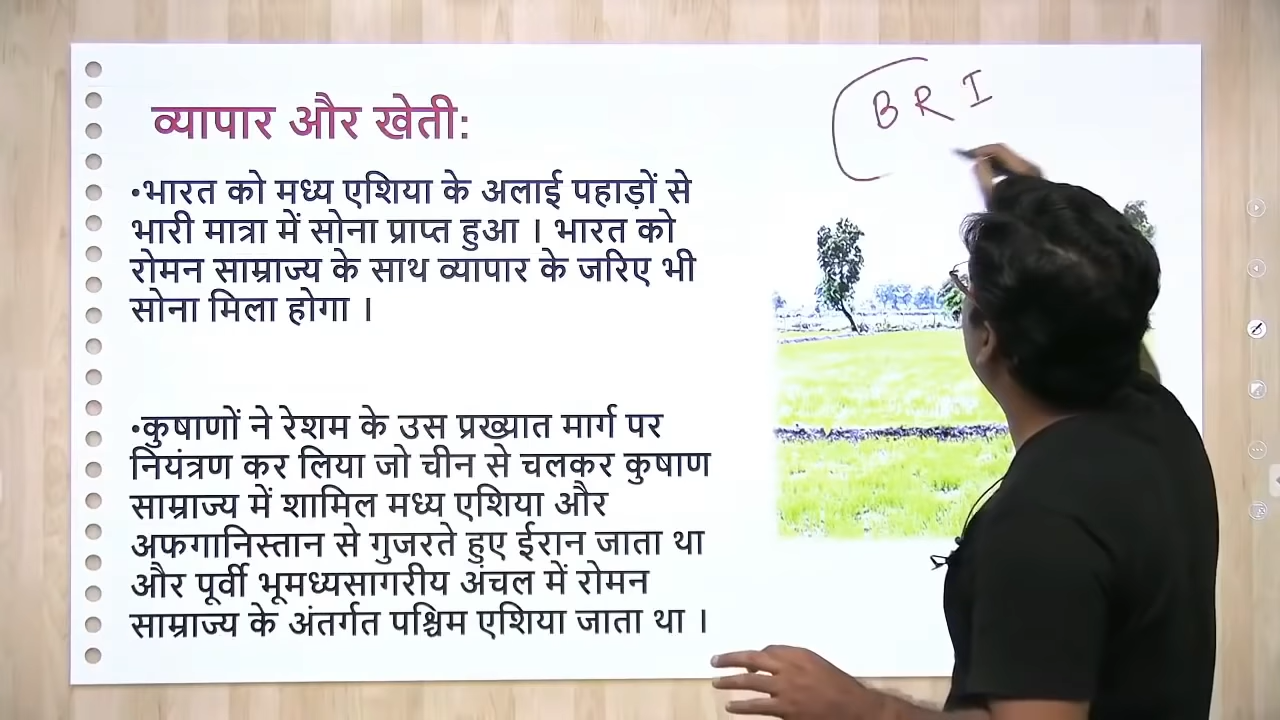 व्यापार और खेती:
BRI
•भारत को मध्य एशिया के अलाई पहाड़ों से
भारी मात्रा में सोना प्राप्त हुआ । भारत को
रोमन साम्राज्य के साथ व्यापार के जरिए भी
सोना मिला होगा ।
•कुषाणों ने रेशम के उस प्रख्यात मार्ग पर
नियंत्रण कर लिया जो चीन से चलकर कुषाण
साम्राज्य में शामिल मध्य एशिया और
अफगानिस्तान से गुजरते हुए ईरान जाता था
और पूर्वी भूमध्यसागरीय अंचल में रोमन
साम्राज्य के अंतर्गत पश्चिम एशिया जाता था ।